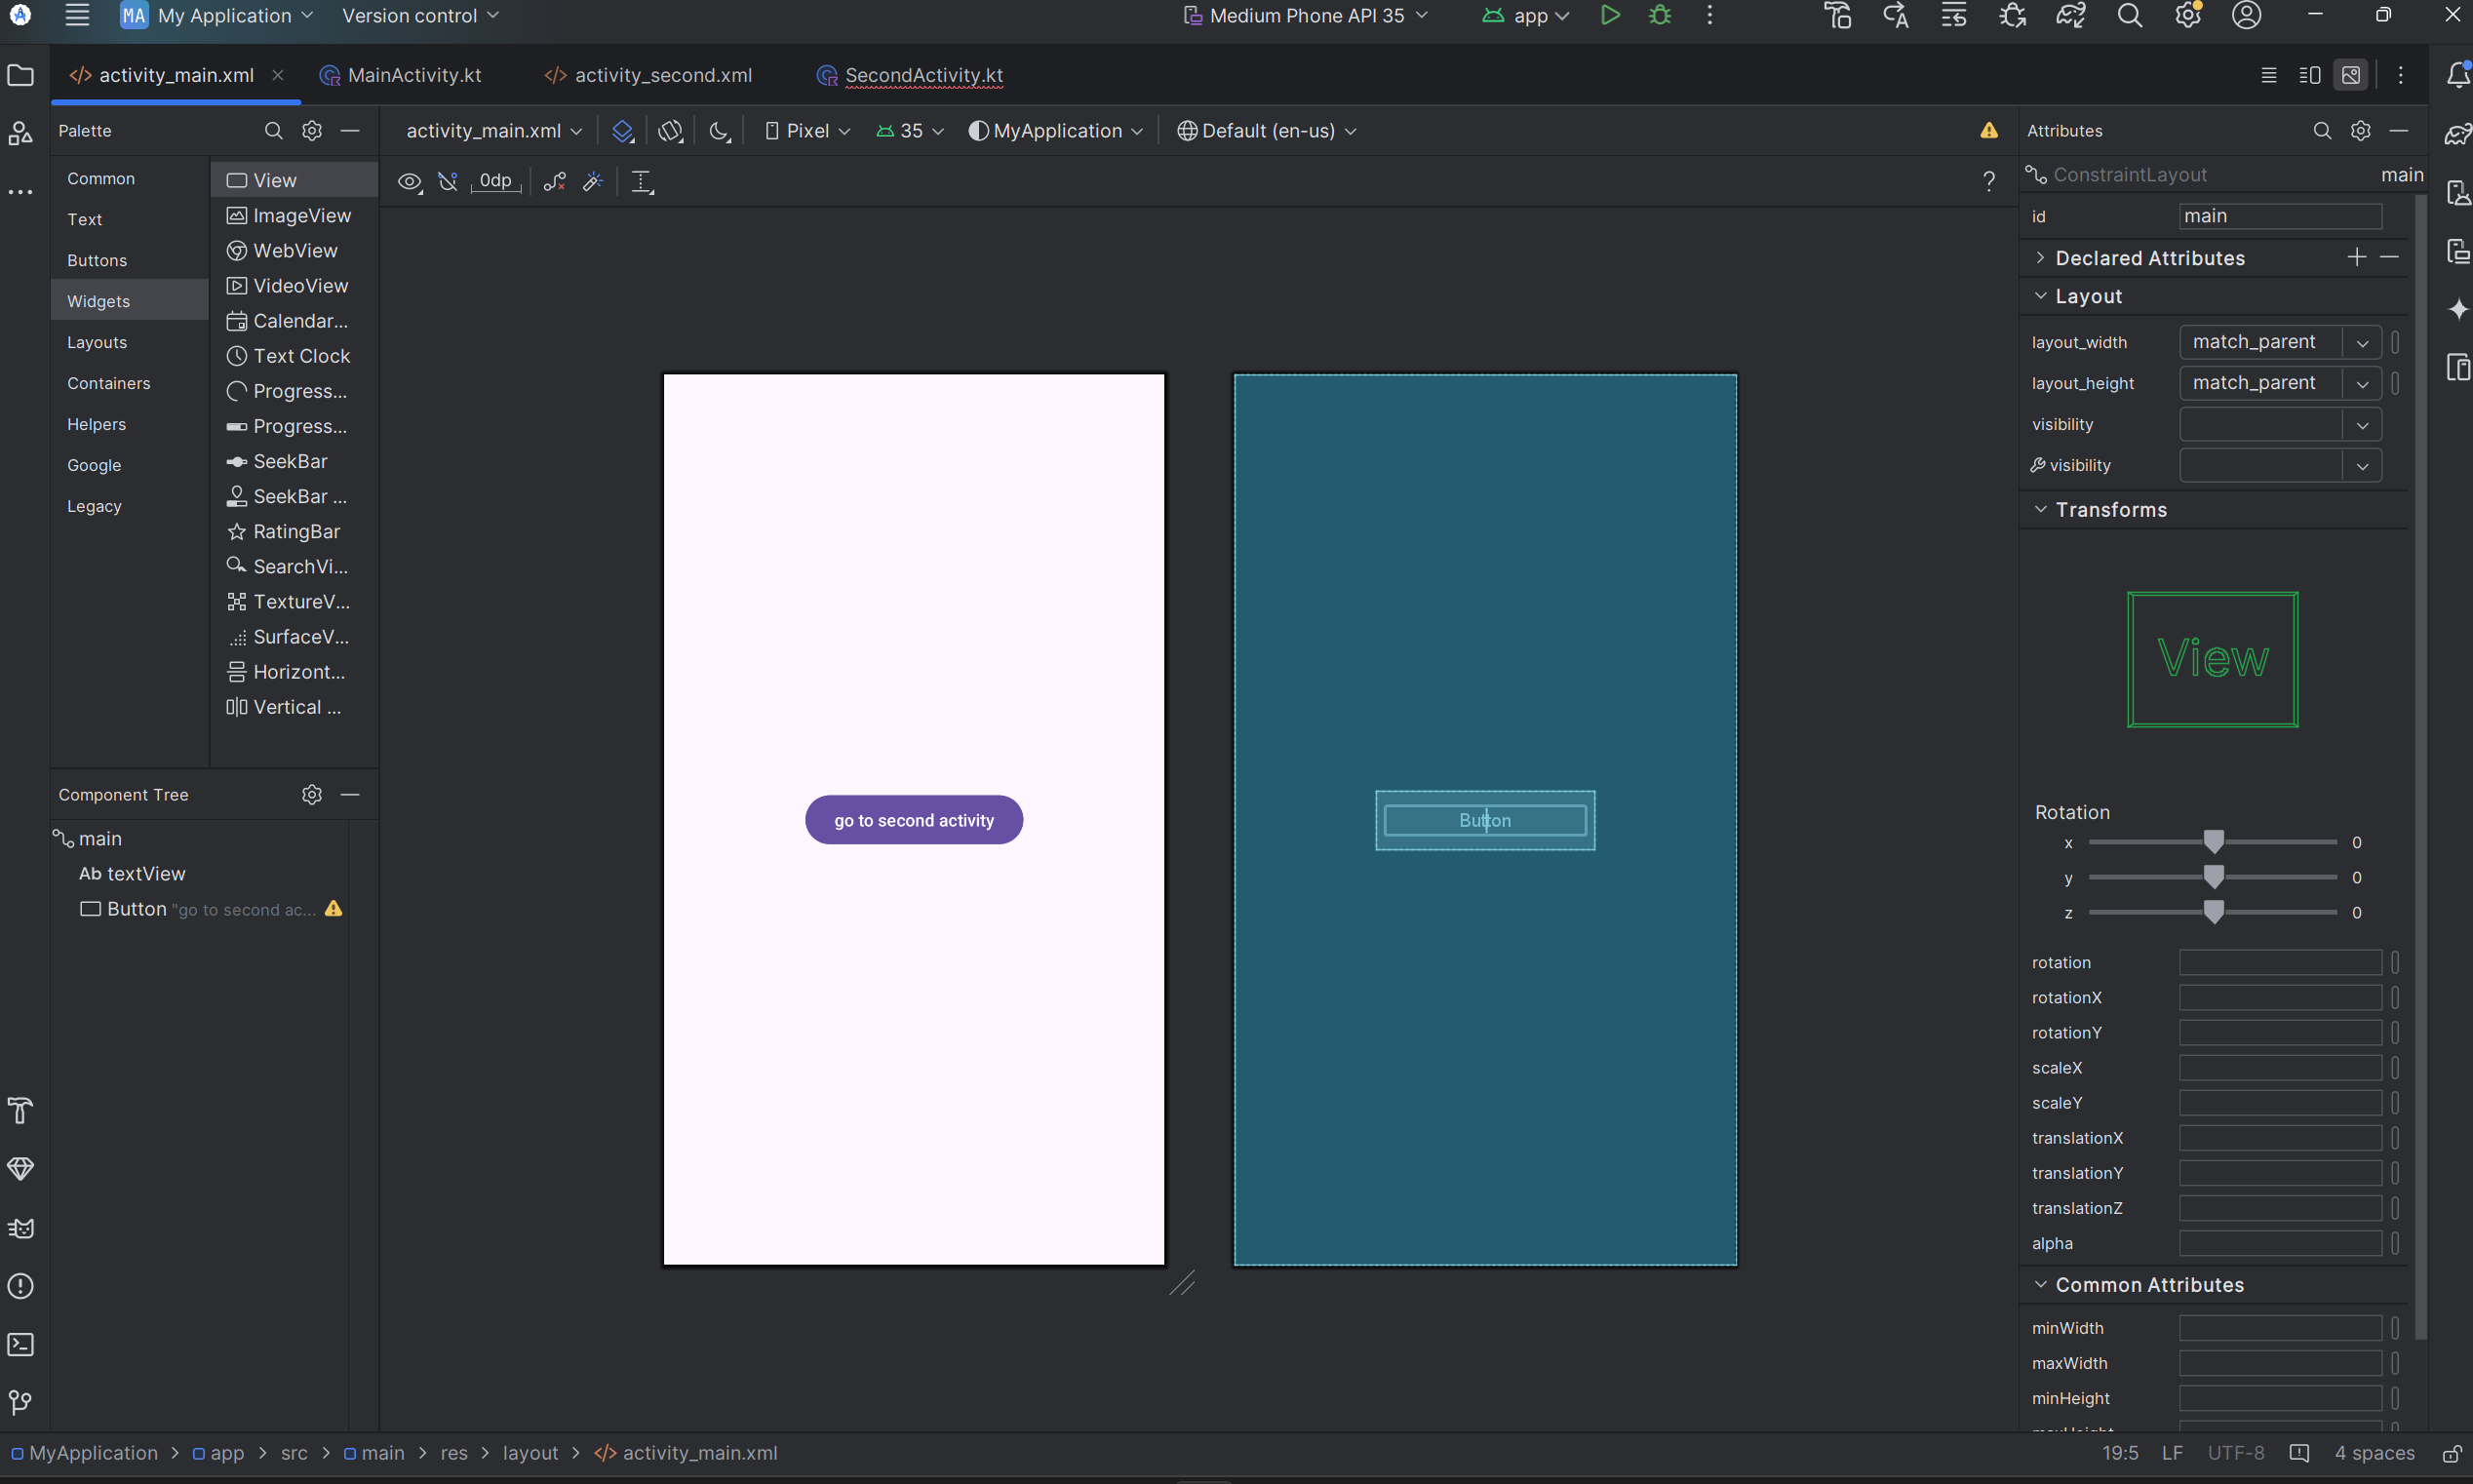 MA My Application Version control Medium Phone API 35 app
activity_main.xml MainActivity.kt activity_second.xml SecondActivity.kt
Palette
Common
Text
Buttons
Widgets
Layouts
Containers
Helpers
Google
Legacy
View
ImageView
WebView
VideoView
Calendar...
Text Clock
Progress...
Progress...
SeekBar
SeekBar ...
RatingBar
SearchVi...
TextureV...
SurfaceV...
Horizont...
Vertical ...
Component Tree
main
Ab textView
Button "go to second ac...
activity_main.xml Pixel 35 MyApplication Default (en-us)
0dp ?
go to second activity
Button
Attributes
ConstraintLayout main
id main
Declared Attributes
Layout
layout_width match_parent
layout_height match_parent
visibility
visibility
Transforms
View
Rotation
x 0
y 0
z 0
rotation
rotationX
rotationY
scaleX
scaleY
translationX
translationY
translationZ
alpha
Common Attributes
minWidth
maxWidth
minHeight
MyApplication > app > src > main > res > layout > activity_main.xml 19:5 LF UTF-8 4 spaces